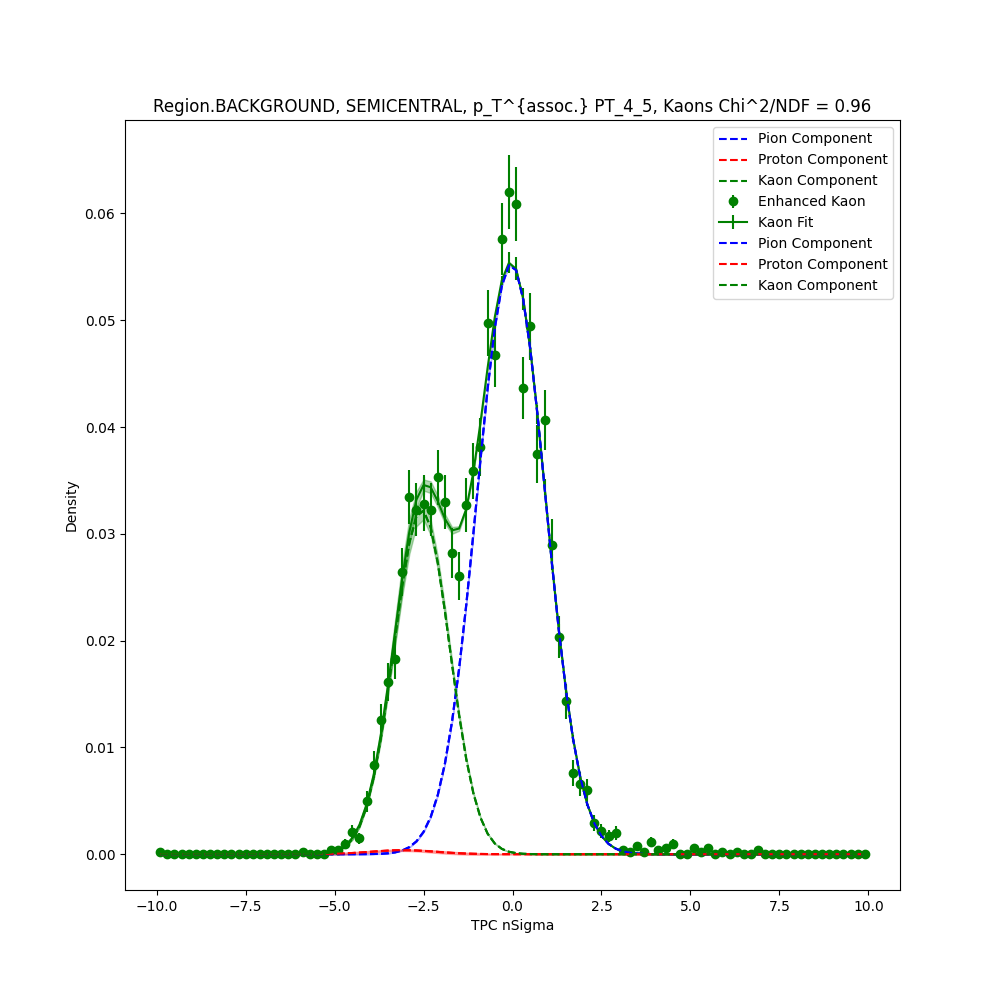 Region.BACKGROUND, SEMICENTRAL, p_T^{assoc.} PT_4_5, Kaons Chi^2/NDF = 0.96
Pion Component
Proton Component
Kaon Component
Enhanced Kaon
Kaon Fit
Pion Component
Proton Component
Kaon Component
0.06
0.05
0.04
0.03
0.02
0.01
0.00
Density
−10.0 −7.5 −5.0 −2.5 0.0 2.5 5.0 7.5 10.0
TPC nSigma